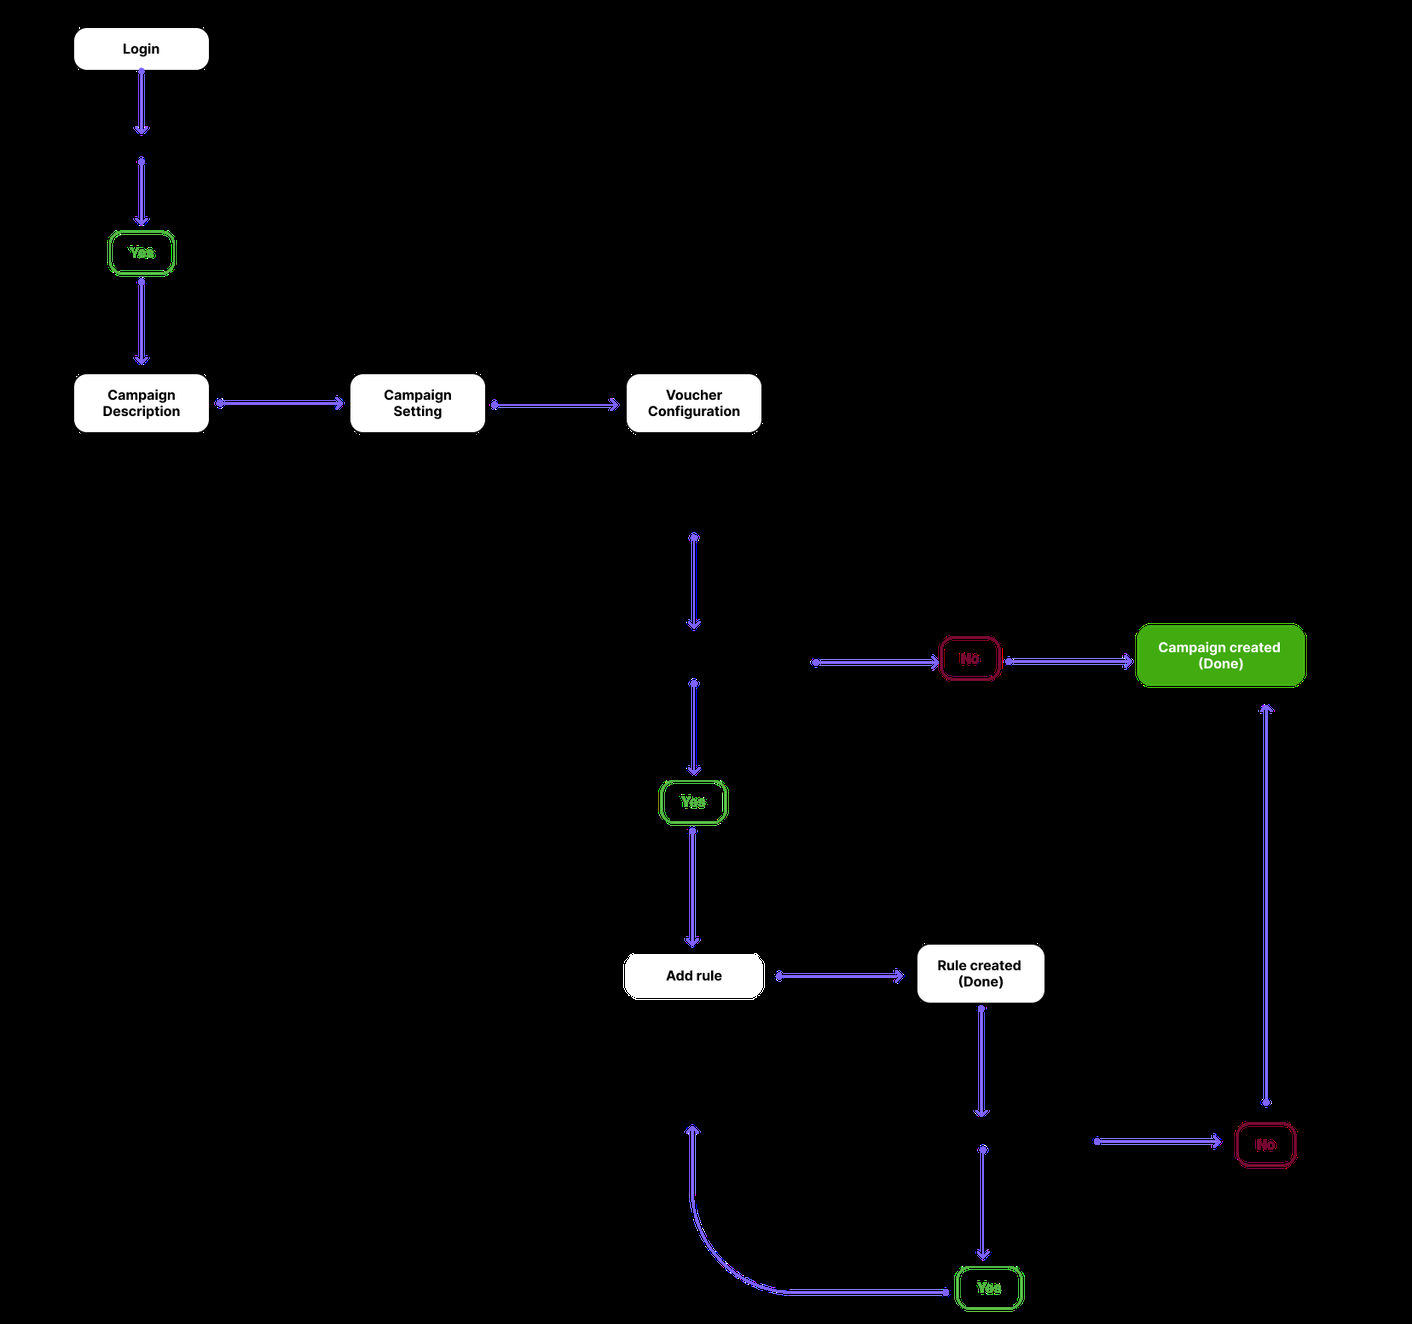 Login
Yes
Campaign
Description
Campaign
Setting
Voucher
Configuration
No
Campaign created
(Done)
Yes
Add rule
Rule created
(Done)
No
Yes